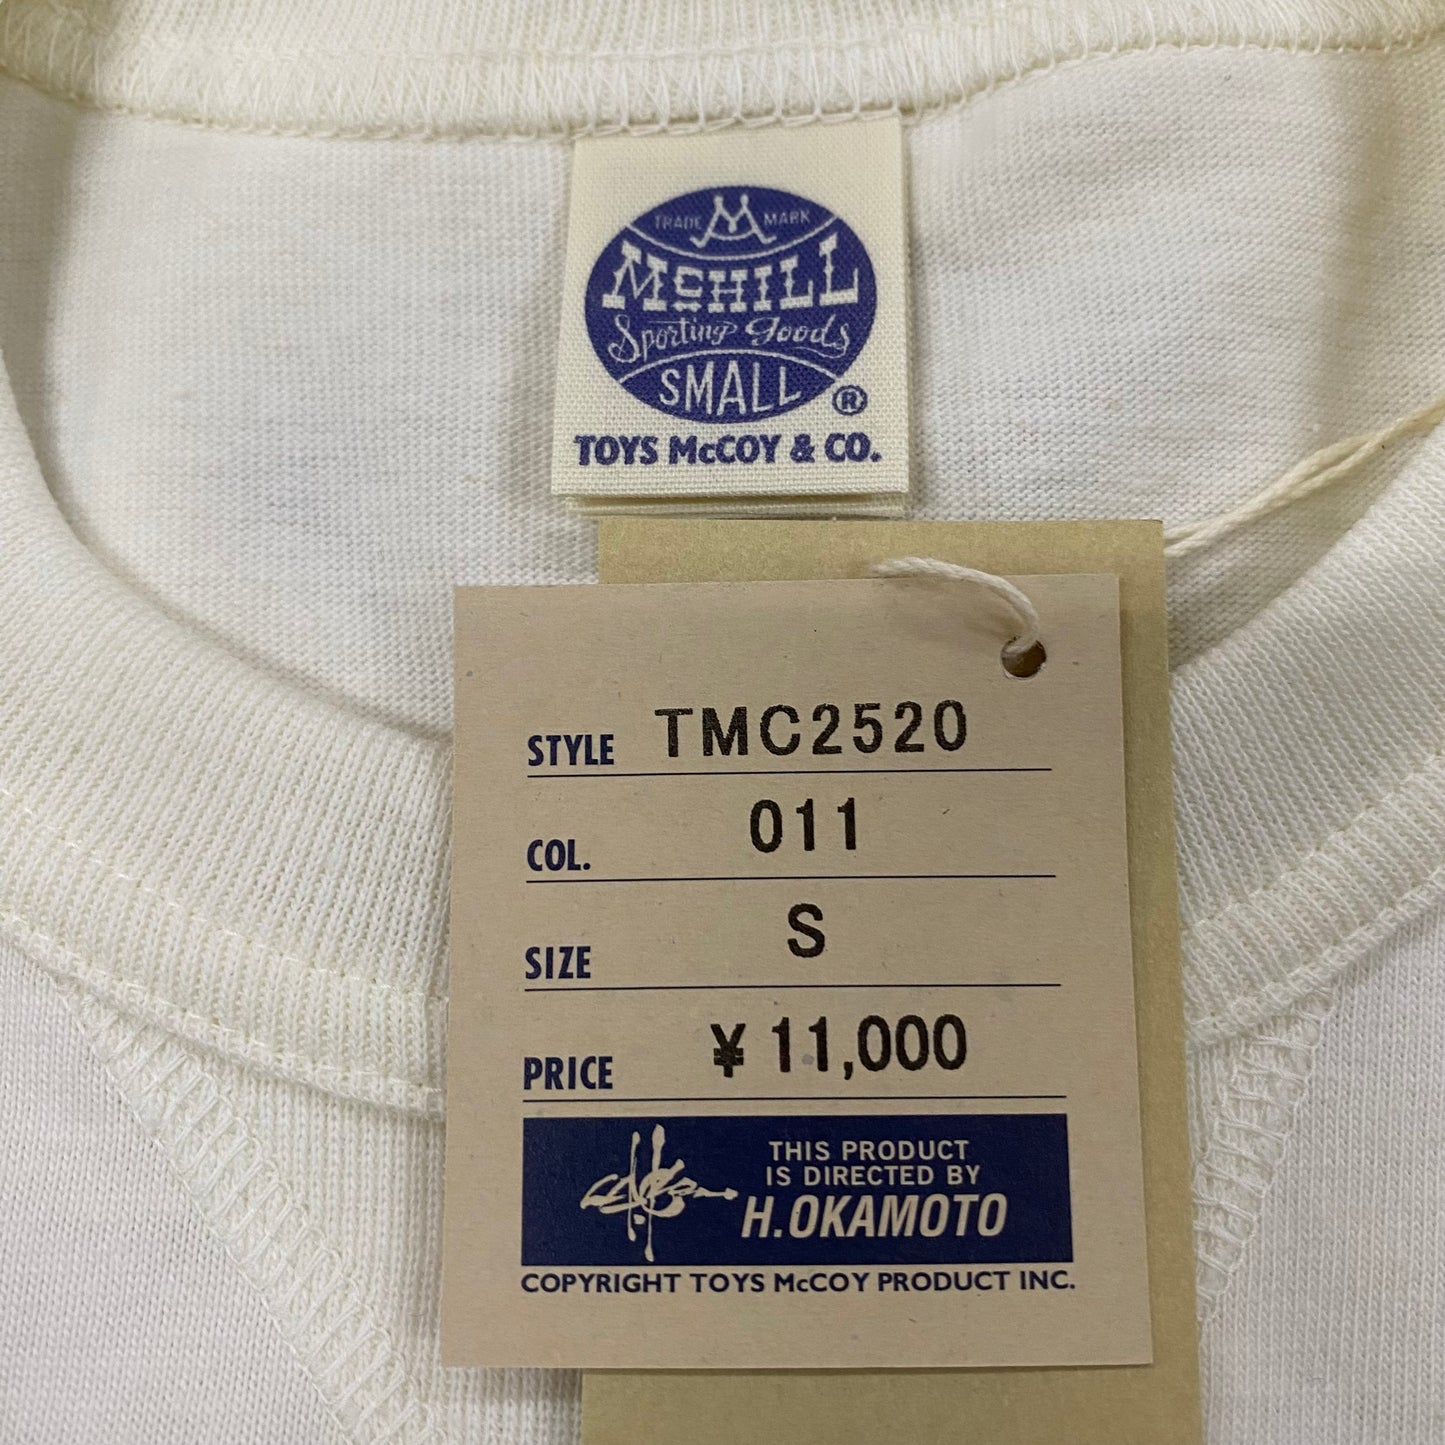 TRADE MARK
McHILL
Sporting Goods
SMALL ®
TOYS McCOY & CO.
STYLE TMC2520
COL. 011
SIZE S
PRICE ¥ 11,000
THIS PRODUCT
IS DIRECTED BY
H.OKAMOTO
COPYRIGHT TOYS McCOY PRODUCT INC.